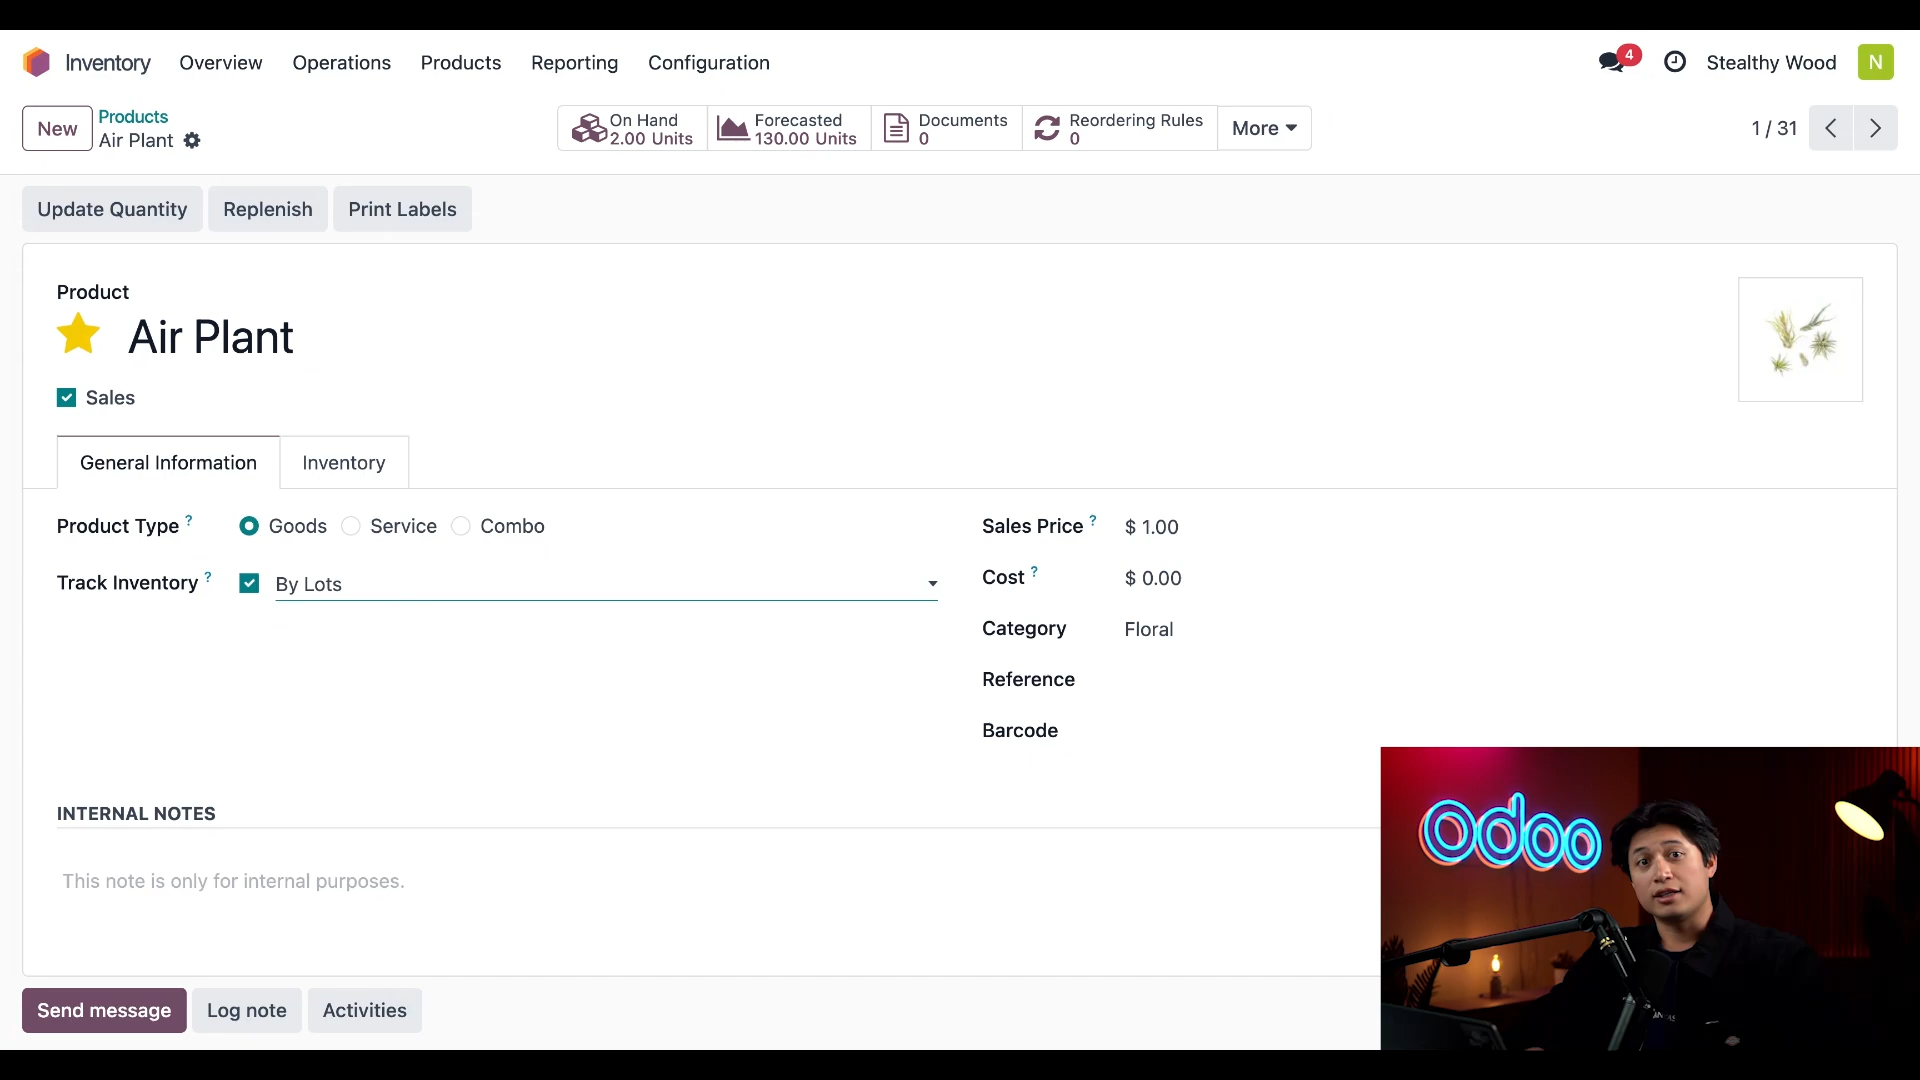 Inventory Overview Operations Products Reporting Configuration 4 Stealthy Wood N
New Products
Air Plant
On Hand
2.00 Units
Forecasted
130.00 Units
Documents
0
Reordering Rules
0
More
1 / 31
Update Quantity Replenish Print Labels
Product
Air Plant
Sales
General Information Inventory
Product Type ? Goods Service Combo
Track Inventory ? By Lots
Sales Price ? $ 1.00
Cost ? $ 0.00
Category Floral
Reference
Barcode
INTERNAL NOTES
This note is only for internal purposes.
odoo
Send message Log note Activities